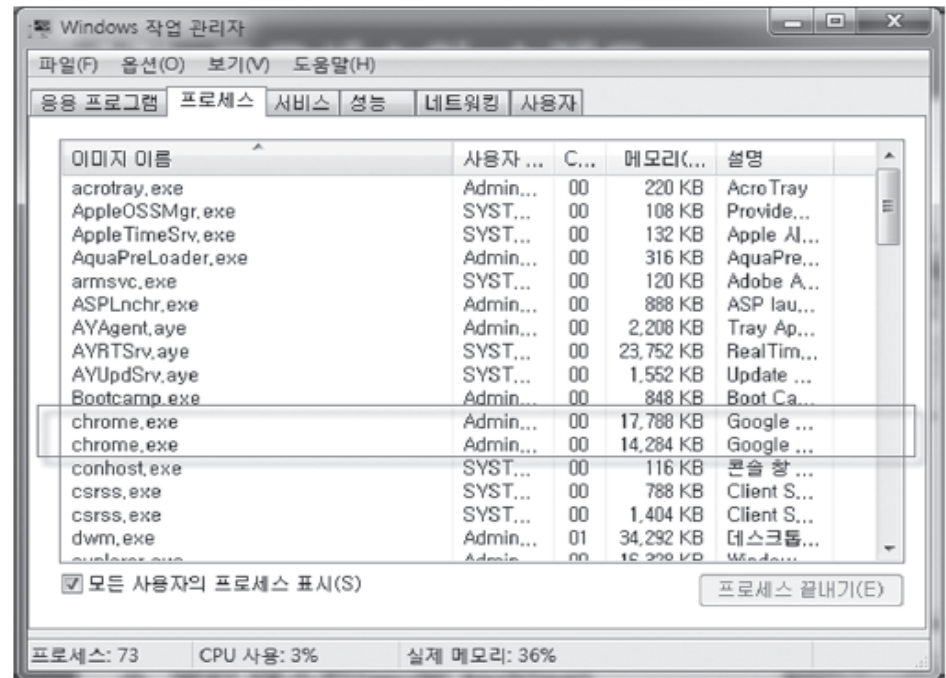 Windows 작업 관리자
파일(F) 옵션(O) 보기(V) 도움말(H)
응용 프로그램 프로세스 서비스 성능 네트워킹 사용자
이미지 이름 사용자 ... C... 메모리(... 설명
acrotray.exe Admin... 00 220 KB AcroTray
AppleOSSMgr.exe SYST... 00 108 KB Provide...
AppleTimeSrv.exe SYST... 00 132 KB Apple 시...
AquaPreLoader.exe Admin... 00 316 KB AquaPre...
armsvc.exe SYST... 00 120 KB Adobe A...
ASPLnchr.exe Admin... 00 888 KB ASP lau...
AYAgent.aye Admin... 00 2,208 KB Tray Ap...
AYRTSrv.aye SYST... 00 23,752 KB RealTim...
AYUpdSrv.aye SYST... 00 1,552 KB Update ...
Bootcamp.exe Admin... 00 848 KB Boot Ca...
chrome.exe Admin... 00 17,788 KB Google ...
chrome.exe Admin... 00 14,284 KB Google ...
conhost.exe SYST... 00 116 KB 콘솔 창 ...
csrss.exe SYST... 00 788 KB Client S...
csrss.exe SYST... 00 1,404 KB Client S...
dwm.exe Admin... 01 34,292 KB 데스크톱...
모든 사용자의 프로세스 표시(S) 프로세스 끝내기(E)
프로세스: 73 CPU 사용: 3% 실제 메모리: 36%